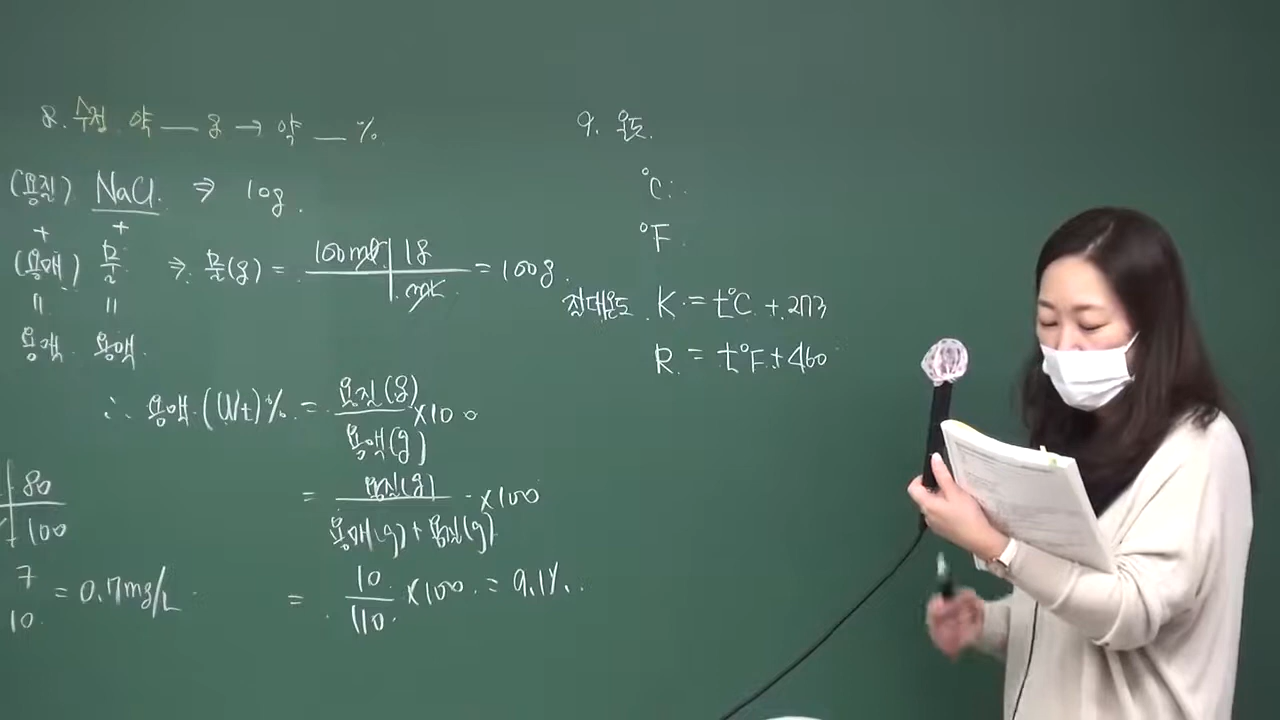 8. 수정 약 __ g → 약 __ %
(용질) NaCl ⇒ 10g.
+ +
(용매) 물 ⇒ 물(g) = 100mL | 1g / mL = 100g.
" "
용액 용액.
∴ 용액 (Wt)% = 용질(g) / 용액(g) ×100
= 용질(g) / 용매(g) + 용질(g) ×100
= 10 / 110 ×100 = 9.1%.
80
100
7 / 10 = 0.7mg/L
9. 온도.
°C:
°F.
절대온도. K = t°C + 273
R = t°F + 460